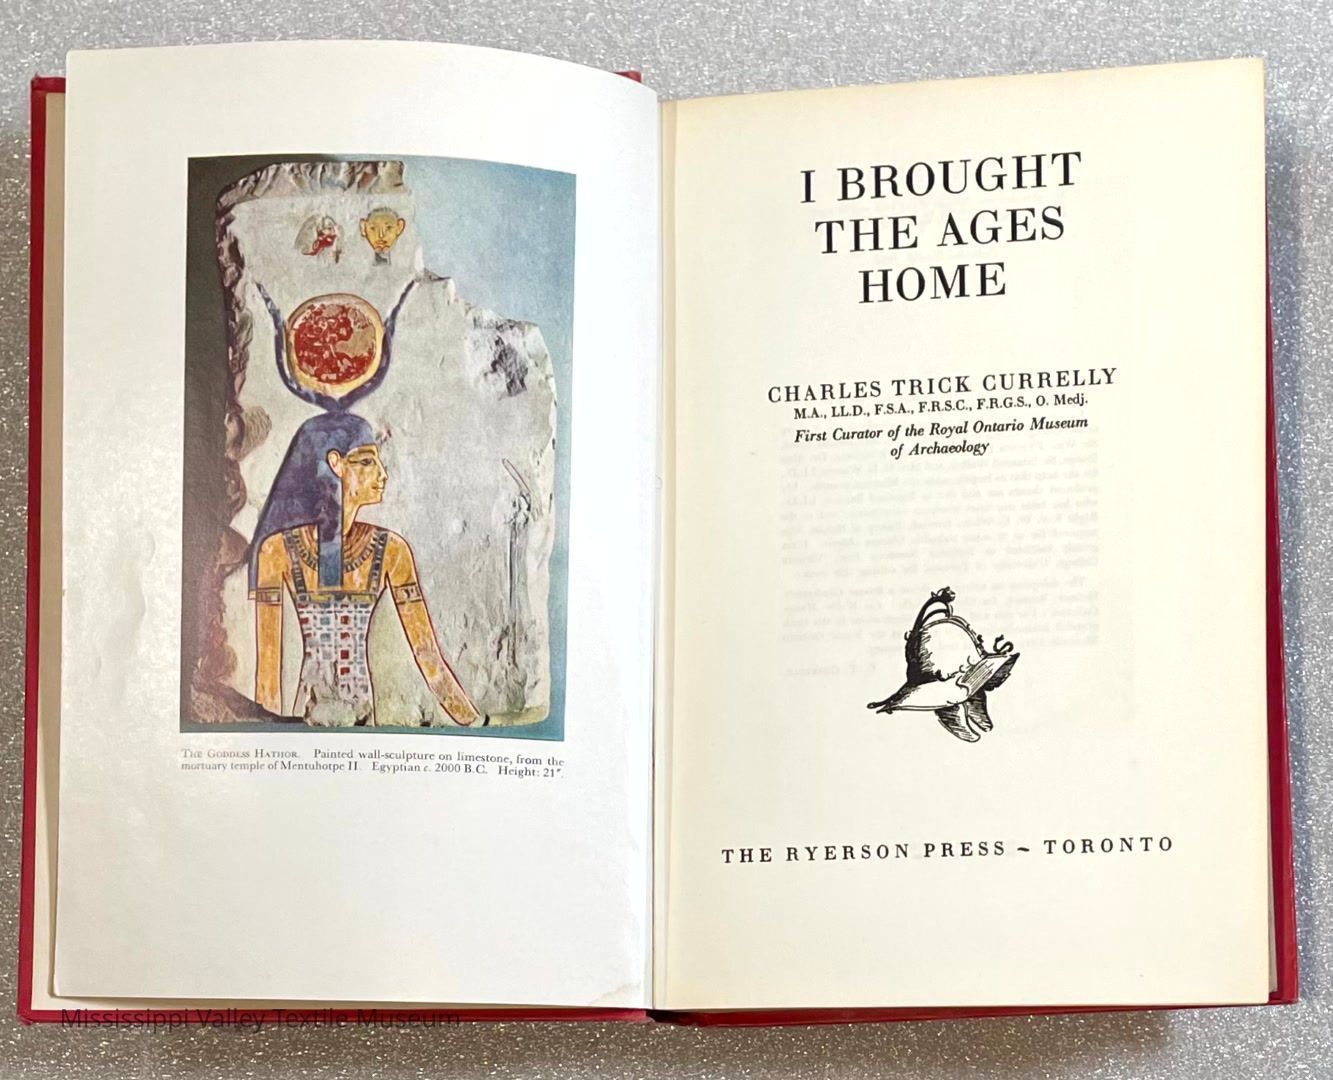 THE GODDESS HATHOR. Painted wall-sculpture on limestone, from the
mortuary temple of Mentuhotpe II. Egyptian c. 2000 B.C. Height: 21".
I BROUGHT
THE AGES
HOME
CHARLES TRICK CURRELLY
M.A., LL.D., F.S.A., F.R.S.C., F.R.G.S., O. Medj.
First Curator of the Royal Ontario Museum
of Archaeology
THE RYERSON PRESS ~ TORONTO
Mississippi Valley Textile Museum